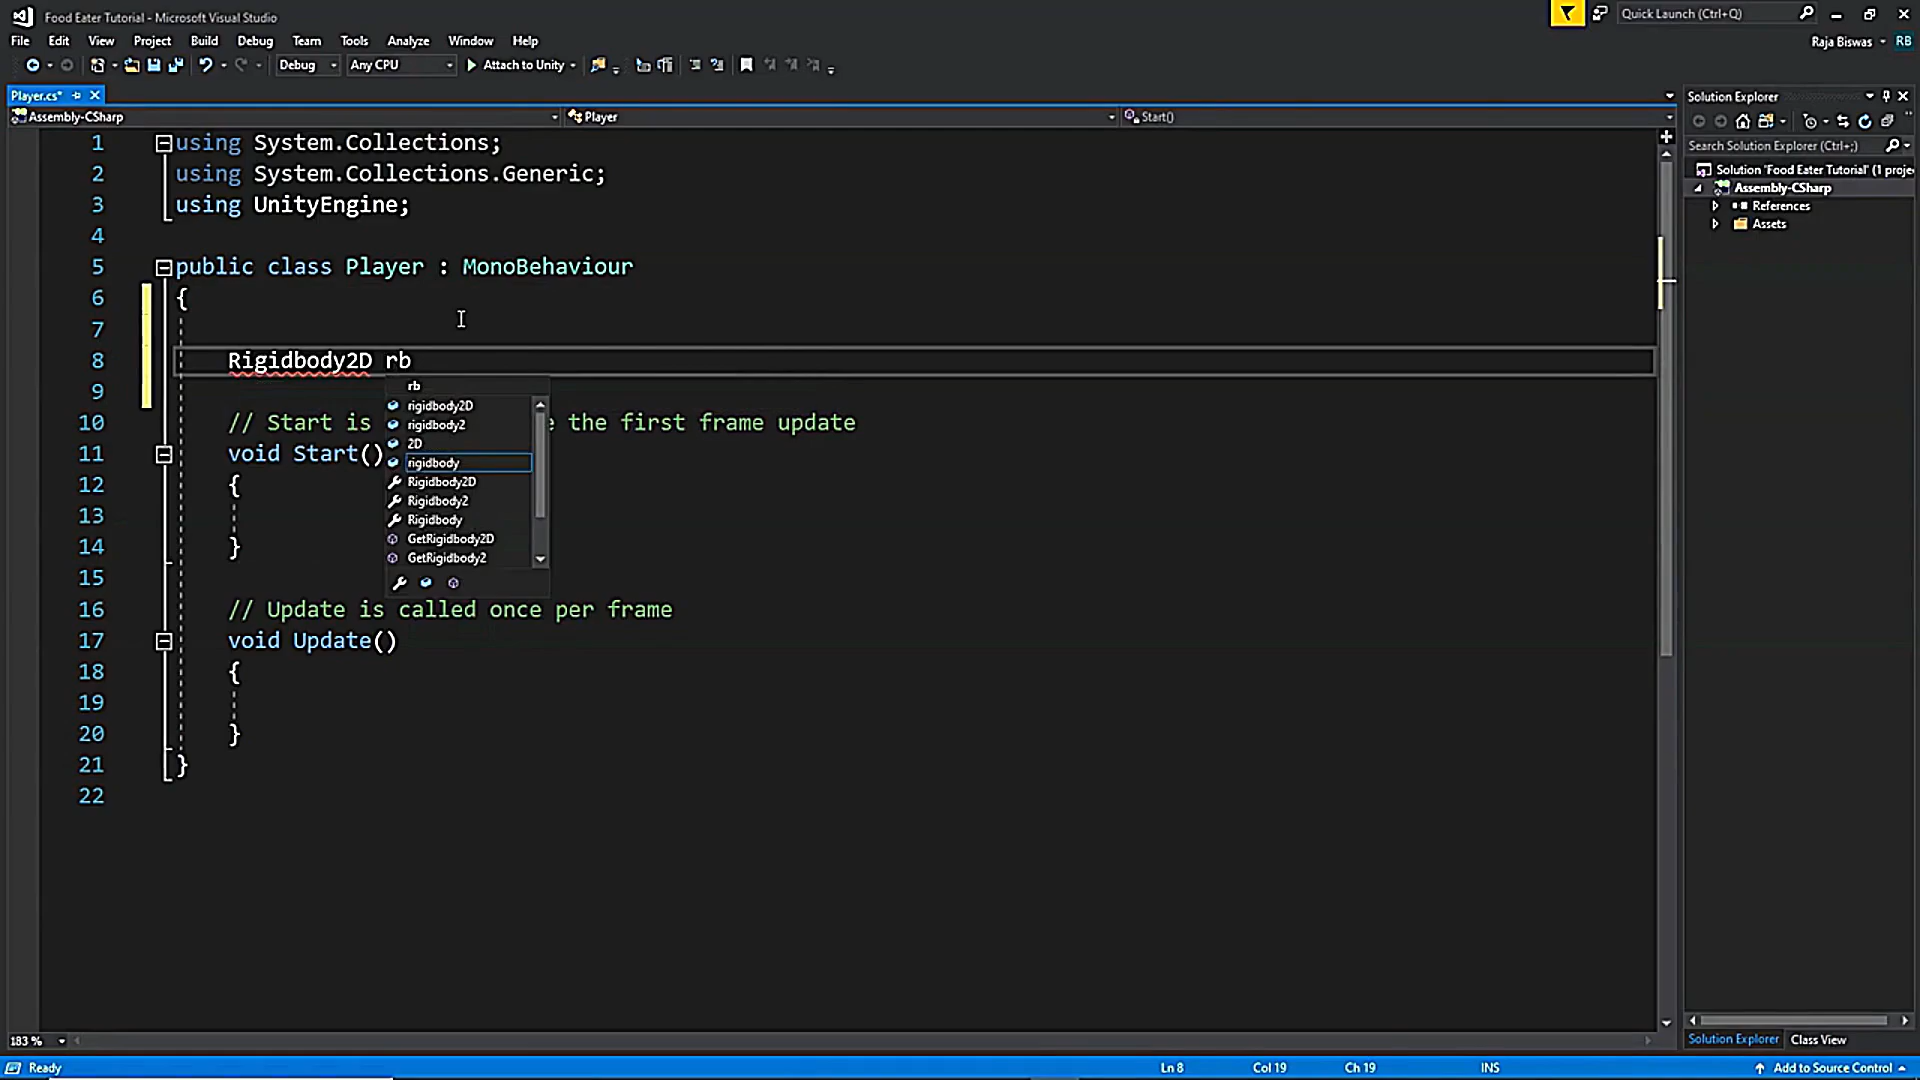 Food Eater Tutorial - Microsoft Visual Studio
Quick Launch (Ctrl+Q)
File Edit View Project Build Debug Team Tools Analyze Window Help
Raja Biswas RB
Debug Any CPU Attach to Unity
Player.cs*
Assembly-CSharp Player Start()
1 using System.Collections;
2 using System.Collections.Generic;
3 using UnityEngine;
4
5 public class Player : MonoBehaviour
6 {
7
8 Rigidbody2D rb
9
rb
rigidbody2D
rigidbody2
2D
rigidbody
Rigidbody2D
Rigidbody2
Rigidbody
GetRigidbody2D
GetRigidbody2
10 // Start is e the first frame update
11 void Start()
12 {
13
14 }
15
16 // Update is called once per frame
17 void Update()
18 {
19
20 }
21 }
22
Solution Explorer
Search Solution Explorer (Ctrl+;)
Solution 'Food Eater Tutorial' (1 proje
Assembly-CSharp
References
Assets
Solution Explorer Class View
183 %
Ready Ln 8 Col 19 Ch 19 INS Add to Source Control